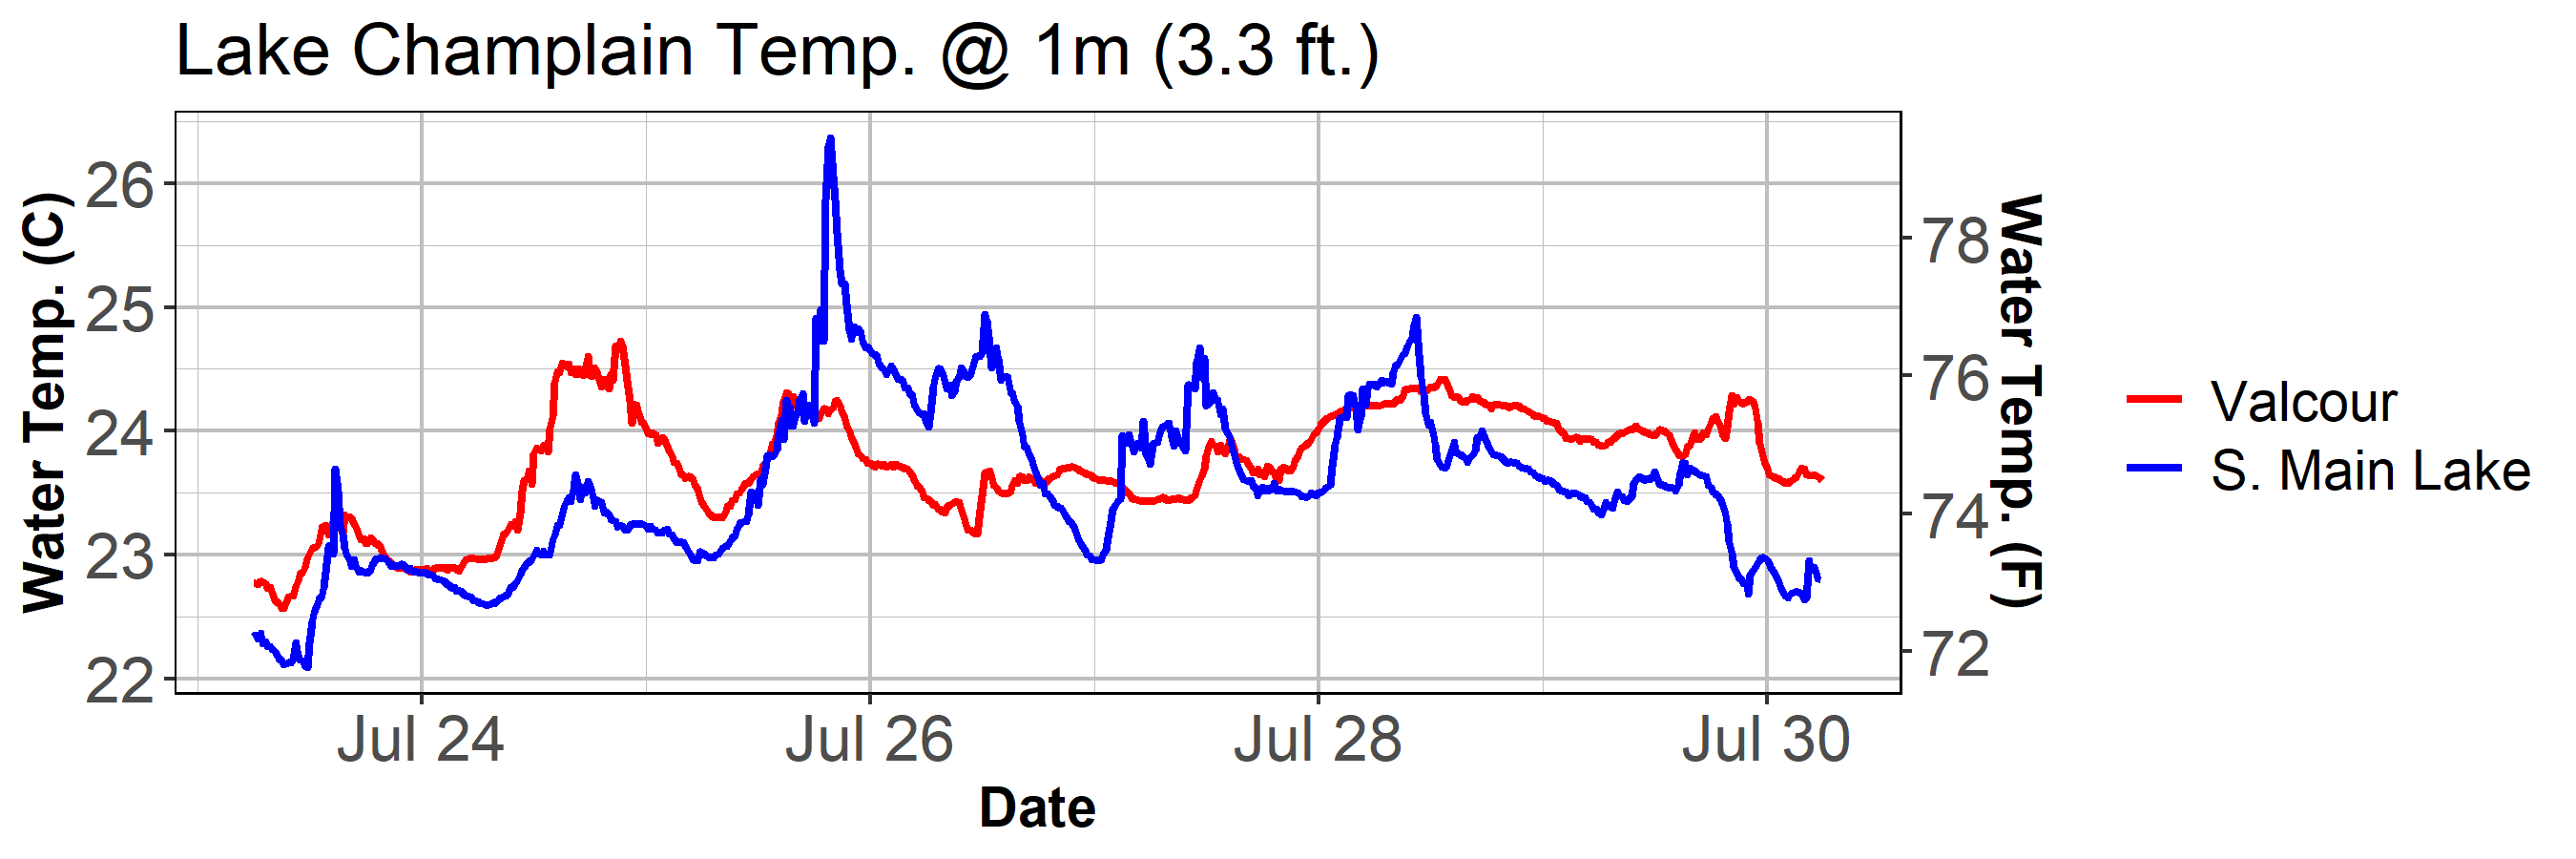 Lake Champlain Temp. @ 1m (3.3 ft.)
Water Temp. (C)
26
25
24
23
22
78
76
74
72
Water Temp. (F)
Jul 24
Jul 26
Jul 28
Jul 30
Date
Valcour
S. Main Lake